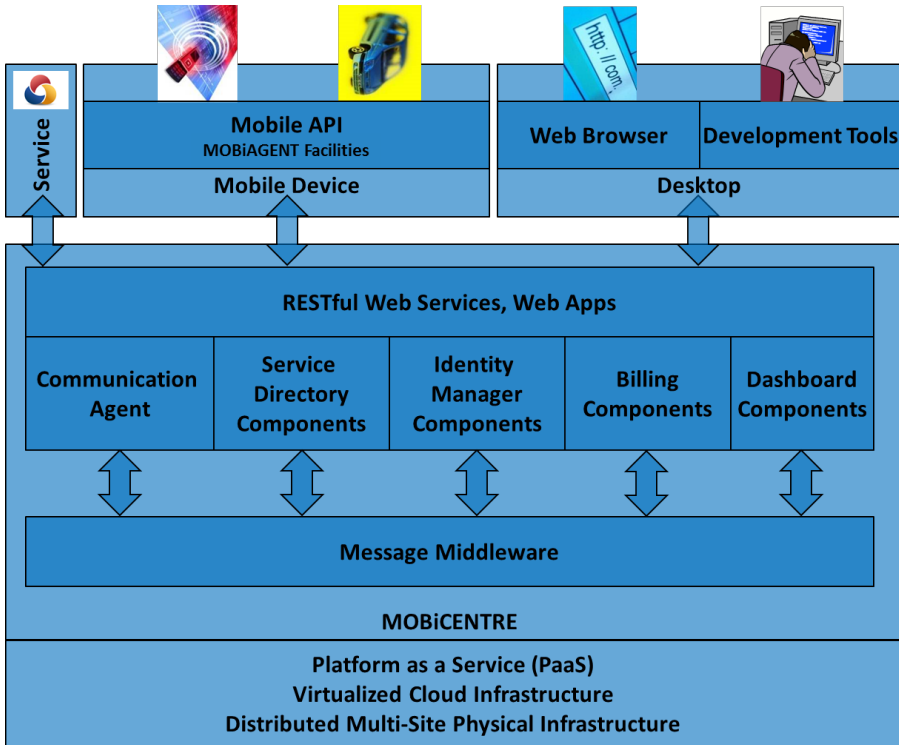 http: // com.
Service
Mobile API
MOBiAGENT Facilities
Mobile Device
Web Browser
Development Tools
Desktop
RESTful Web Services, Web Apps
Communication
Agent
Service
Directory
Components
Identity
Manager
Components
Billing
Components
Dashboard
Components
Message Middleware
MOBiCENTRE
Platform as a Service (PaaS)
Virtualized Cloud Infrastructure
Distributed Multi-Site Physical Infrastructure